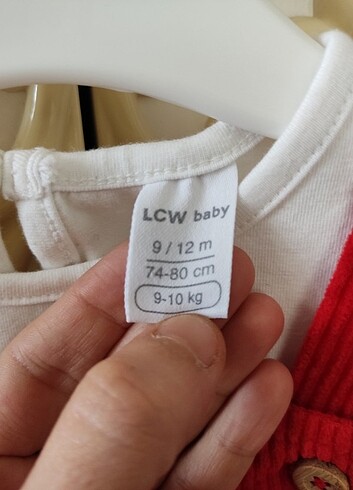 LCW baby
9 / 12 m
74-80 cm
9-10 kg